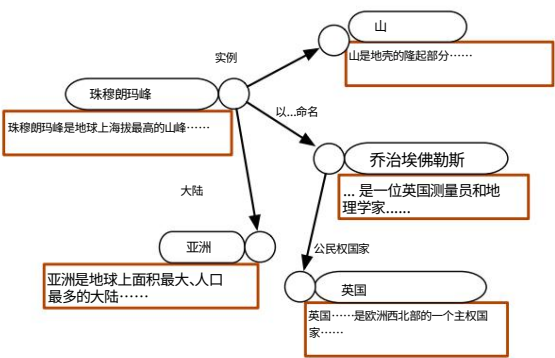 山
山是地壳的隆起部分……
实例
珠穆朗玛峰
珠穆朗玛峰是地球上海拔最高的山峰……
以...命名
乔治埃佛勒斯
... 是一位英国测量员和地
理学家......
大陆
亚洲
亚洲是地球上面积最大、人口
最多的大陆……
公民权国家
英国
英国……是欧洲西北部的一个主权国
家……